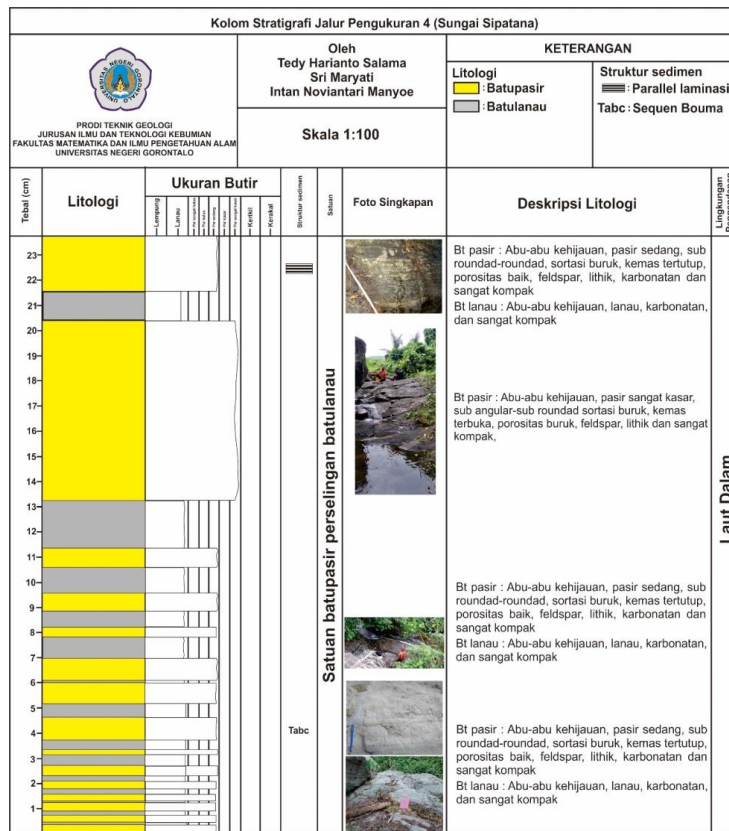 Kolom Stratigrafi Jalur Pengukuran 4 (Sungai Sipatana)
UNIVERSITAS NEGERI GORONTALO
PRODI TEKNIK GEOLOGI
JURUSAN ILMU DAN TEKNOLOGI KEBUMIAN
FAKULTAS MATEMATIKA DAN ILMU PENGETAHUAN ALAM
UNIVERSITAS NEGERI GORONTALO
Oleh
Tedy Harianto Salama
Sri Maryati
Intan Noviantari Manyoe
Skala 1:100
KETERANGAN
Litologi
: Batupasir
: Batulanau
Struktur sedimen
: Parallel laminasi
Tabc : Sequen Bouma
Tebal (cm)
Litologi
Ukuran Butir
Lempung
Lanau
Kerikil
Kerakal
Struktur sedimen
Satuan
Foto Singkapan
Deskripsi Litologi
Lingkungan
23
22
21
20
19
18
17
16
15
14
13
12
11
10
9
8
7
6
5
4
3
2
1
Tabc
Satuan batupasir perselingan batulanau
Bt pasir : Abu-abu kehijauan, pasir sedang, sub
roundad-roundad, sortasi buruk, kemas tertutup,
porositas baik, feldspar, lithik, karbonatan dan
sangat kompak
Bt lanau : Abu-abu kehijauan, lanau, karbonatan,
dan sangat kompak
Bt pasir : Abu-abu kehijauan, pasir sangat kasar,
sub angular-sub roundad sortasi buruk, kemas
terbuka, porositas buruk, feldspar, lithik dan sangat
kompak,
Bt pasir : Abu-abu kehijauan, pasir sedang, sub
roundad-roundad, sortasi buruk, kemas tertutup,
porositas baik, feldspar, lithik, karbonatan dan
sangat kompak
Bt lanau : Abu-abu kehijauan, lanau, karbonatan,
dan sangat kompak
Bt pasir : Abu-abu kehijauan, pasir sedang, sub
roundad-roundad, sortasi buruk, kemas tertutup,
porositas baik, feldspar, lithik, karbonatan dan
sangat kompak
Bt lanau : Abu-abu kehijauan, lanau, karbonatan,
dan sangat kompak
Laut Dalam